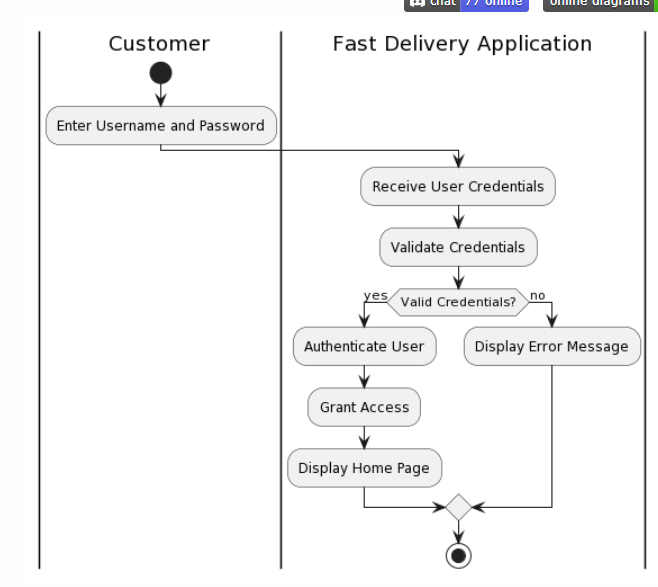 chat 77 online online diagrams
Customer Fast Delivery Application
Enter Username and Password
Receive User Credentials
Validate Credentials
yes Valid Credentials? no
Authenticate User Display Error Message
Grant Access
Display Home Page